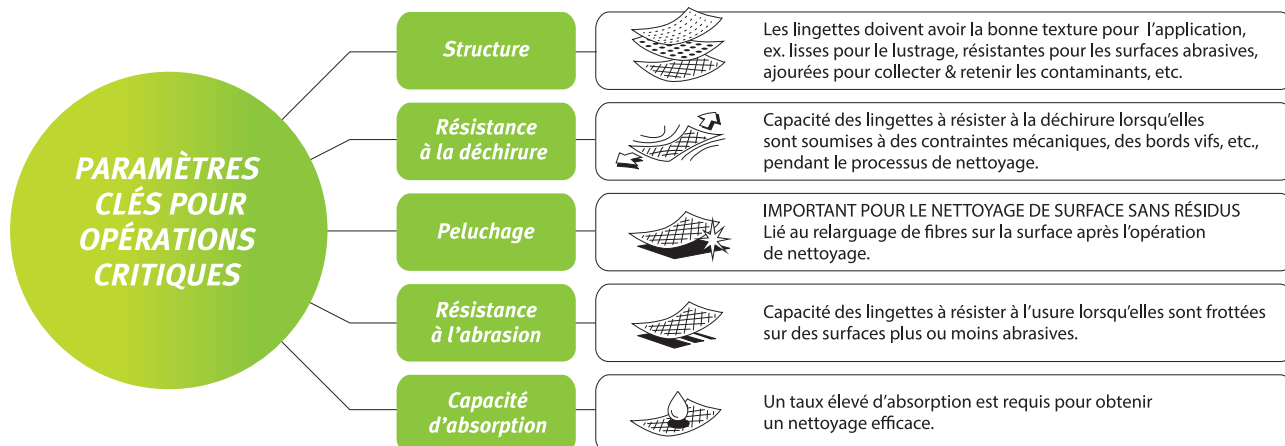 PARAMÈTRES
CLÉS POUR
OPÉRATIONS
CRITIQUES
Structure
Les lingettes doivent avoir la bonne texture pour l'application,
ex. lisses pour le lustrage, résistantes pour les surfaces abrasives,
ajourées pour collecter & retenir les contaminants, etc.
Résistance
à la déchirure
Capacité des lingettes à résister à la déchirure lorsqu'elles
sont soumises à des contraintes mécaniques, des bords vifs, etc.,
pendant le processus de nettoyage.
Peluchage
IMPORTANT POUR LE NETTOYAGE DE SURFACE SANS RÉSIDUS
Lié au relarguage de fibres sur la surface après l'opération
de nettoyage.
Résistance
à l'abrasion
Capacité des lingettes à résister à l'usure lorsqu'elles sont frottées
sur des surfaces plus ou moins abrasives.
Capacité
d'absorption
Un taux élevé d'absorption est requis pour obtenir
un nettoyage efficace.